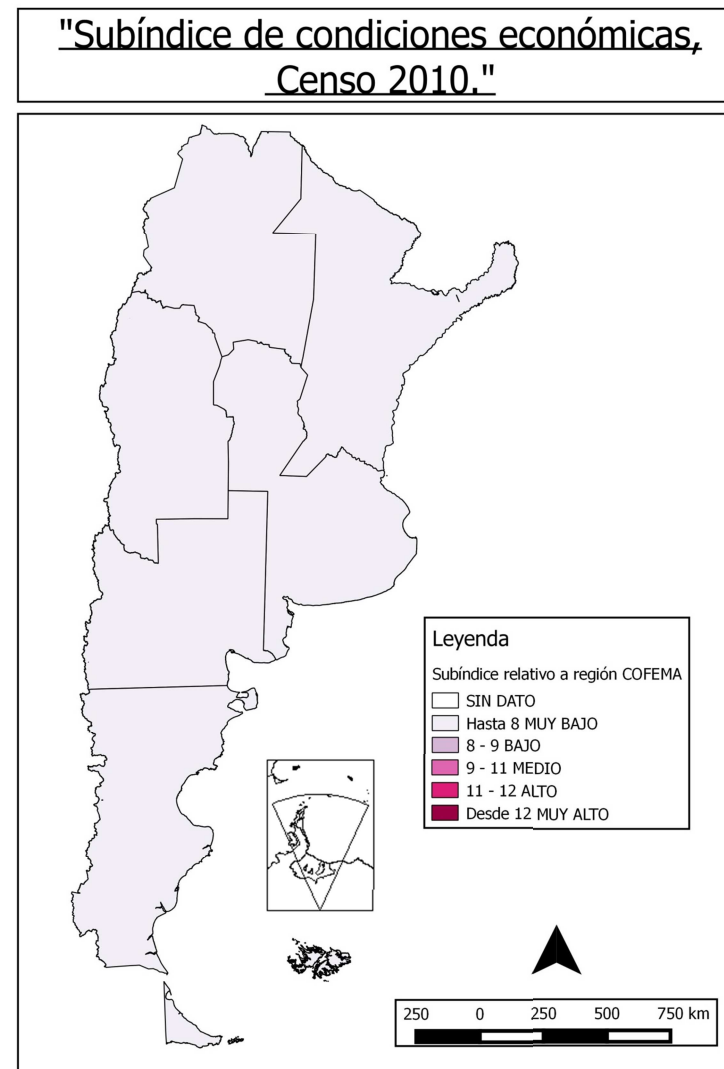 "Subíndice de condiciones económicas,
Censo 2010."
Leyenda
Subíndice relativo a región COFEMA
SIN DATO
Hasta 8 MUY BAJO
8 - 9 BAJO
9 - 11 MEDIO
11 - 12 ALTO
Desde 12 MUY ALTO
250 0 250 500 750 km